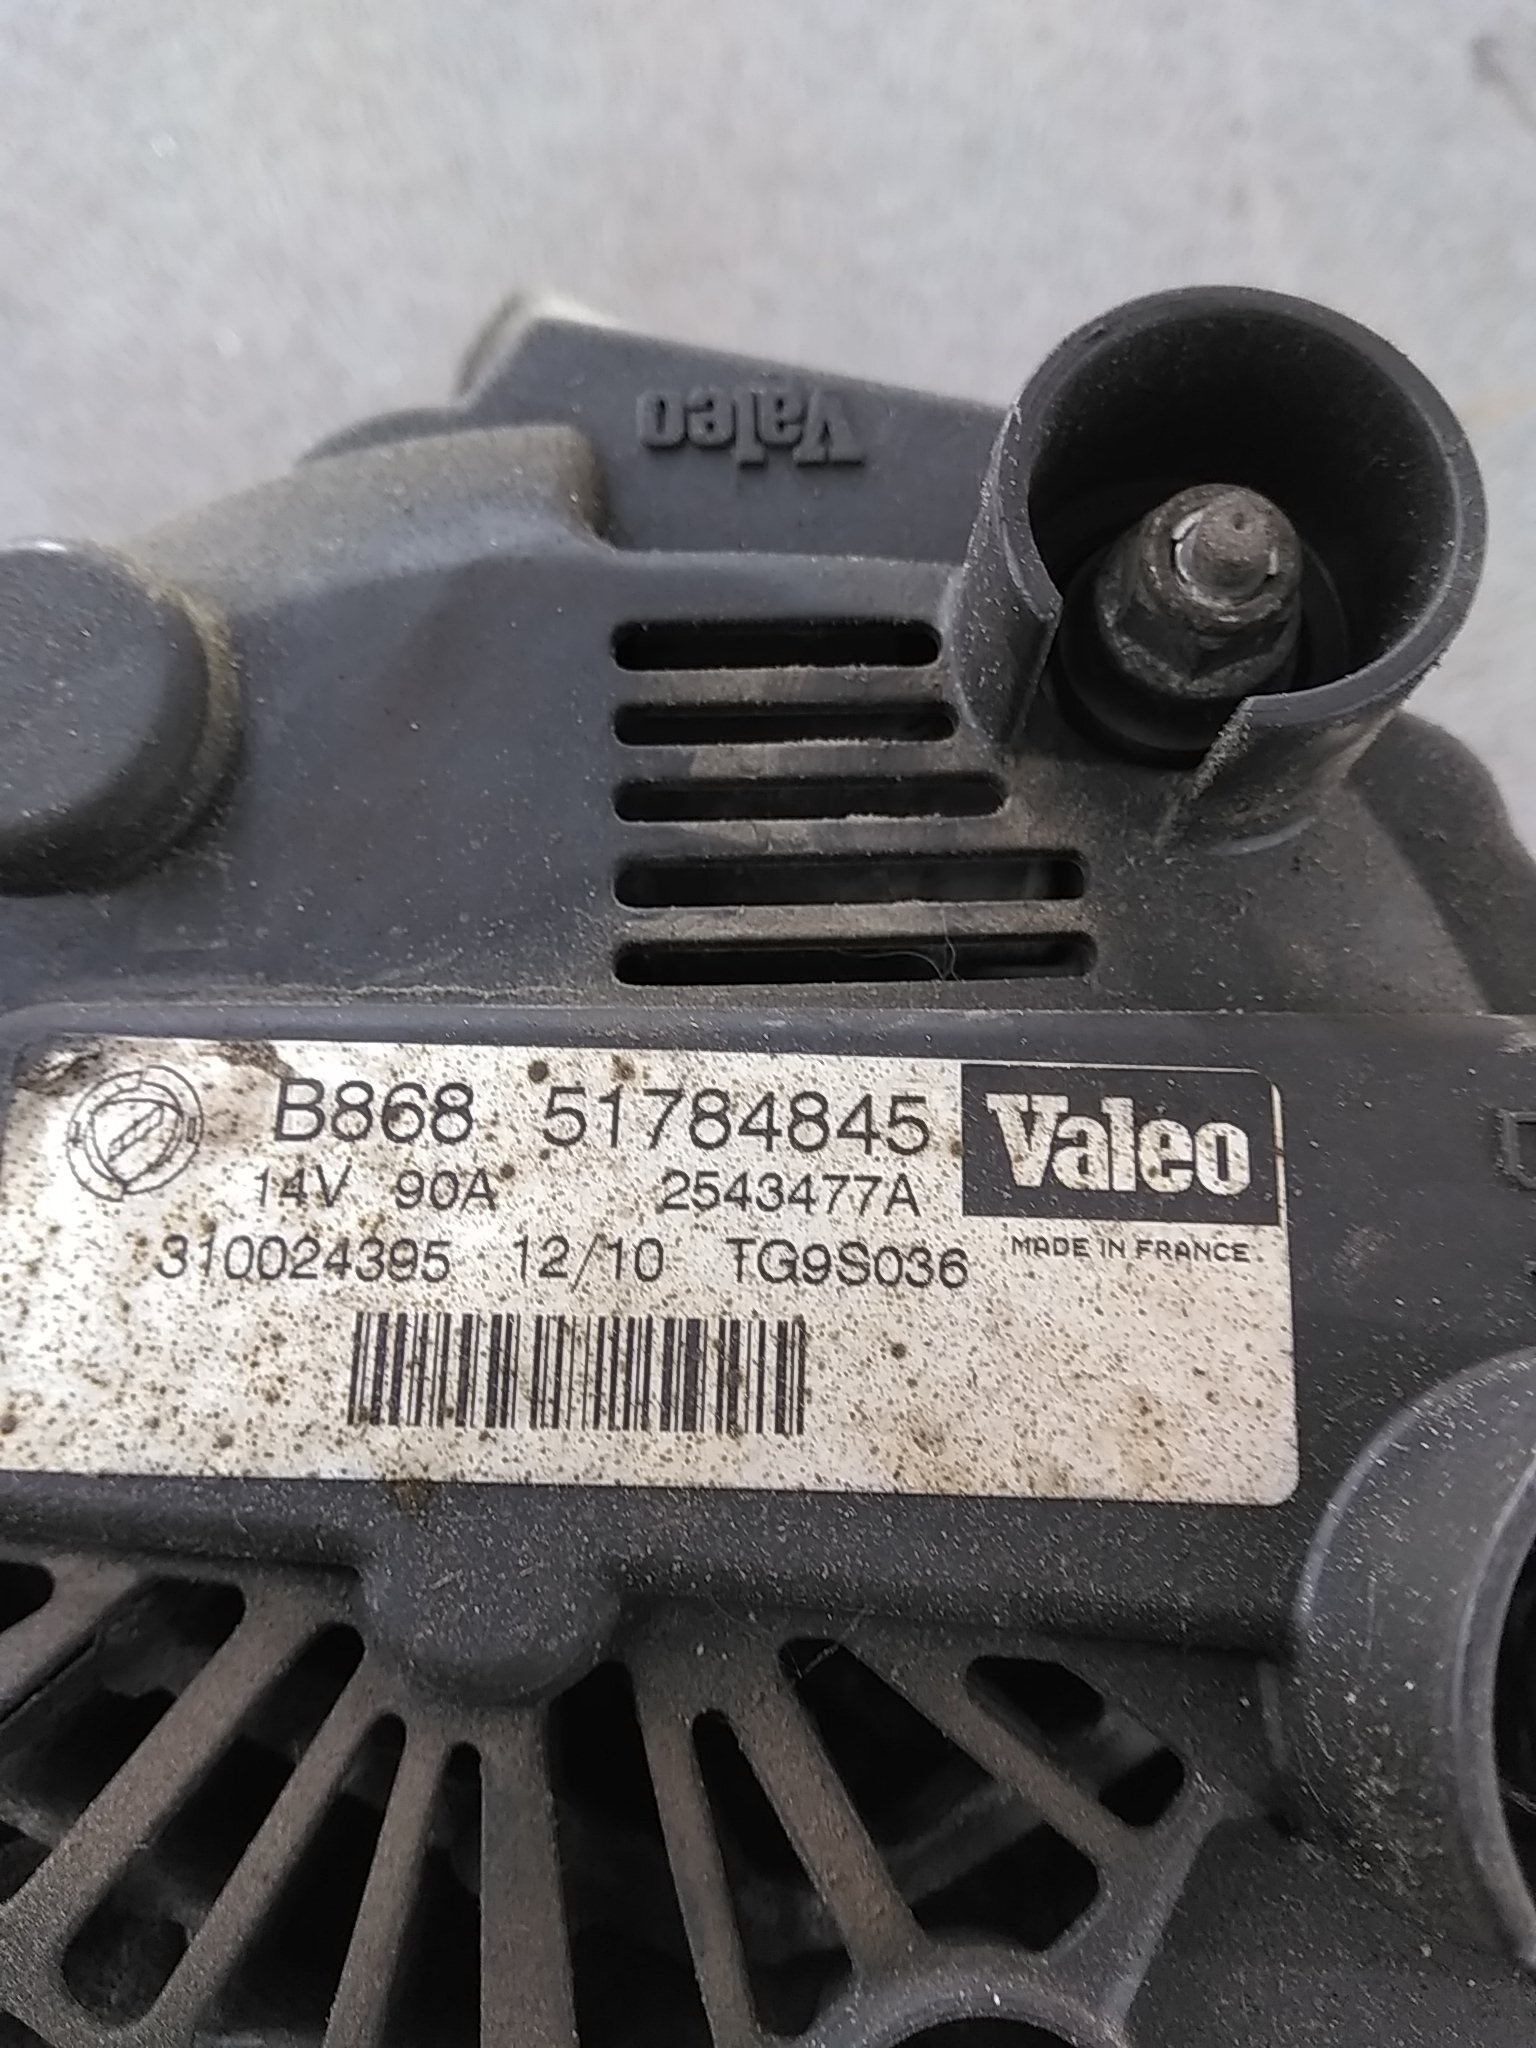 Valeo
B868 51784845
Valeo
14V 90A 2543477A
310024395 12/10 TG9S036
MADE IN FRANCE